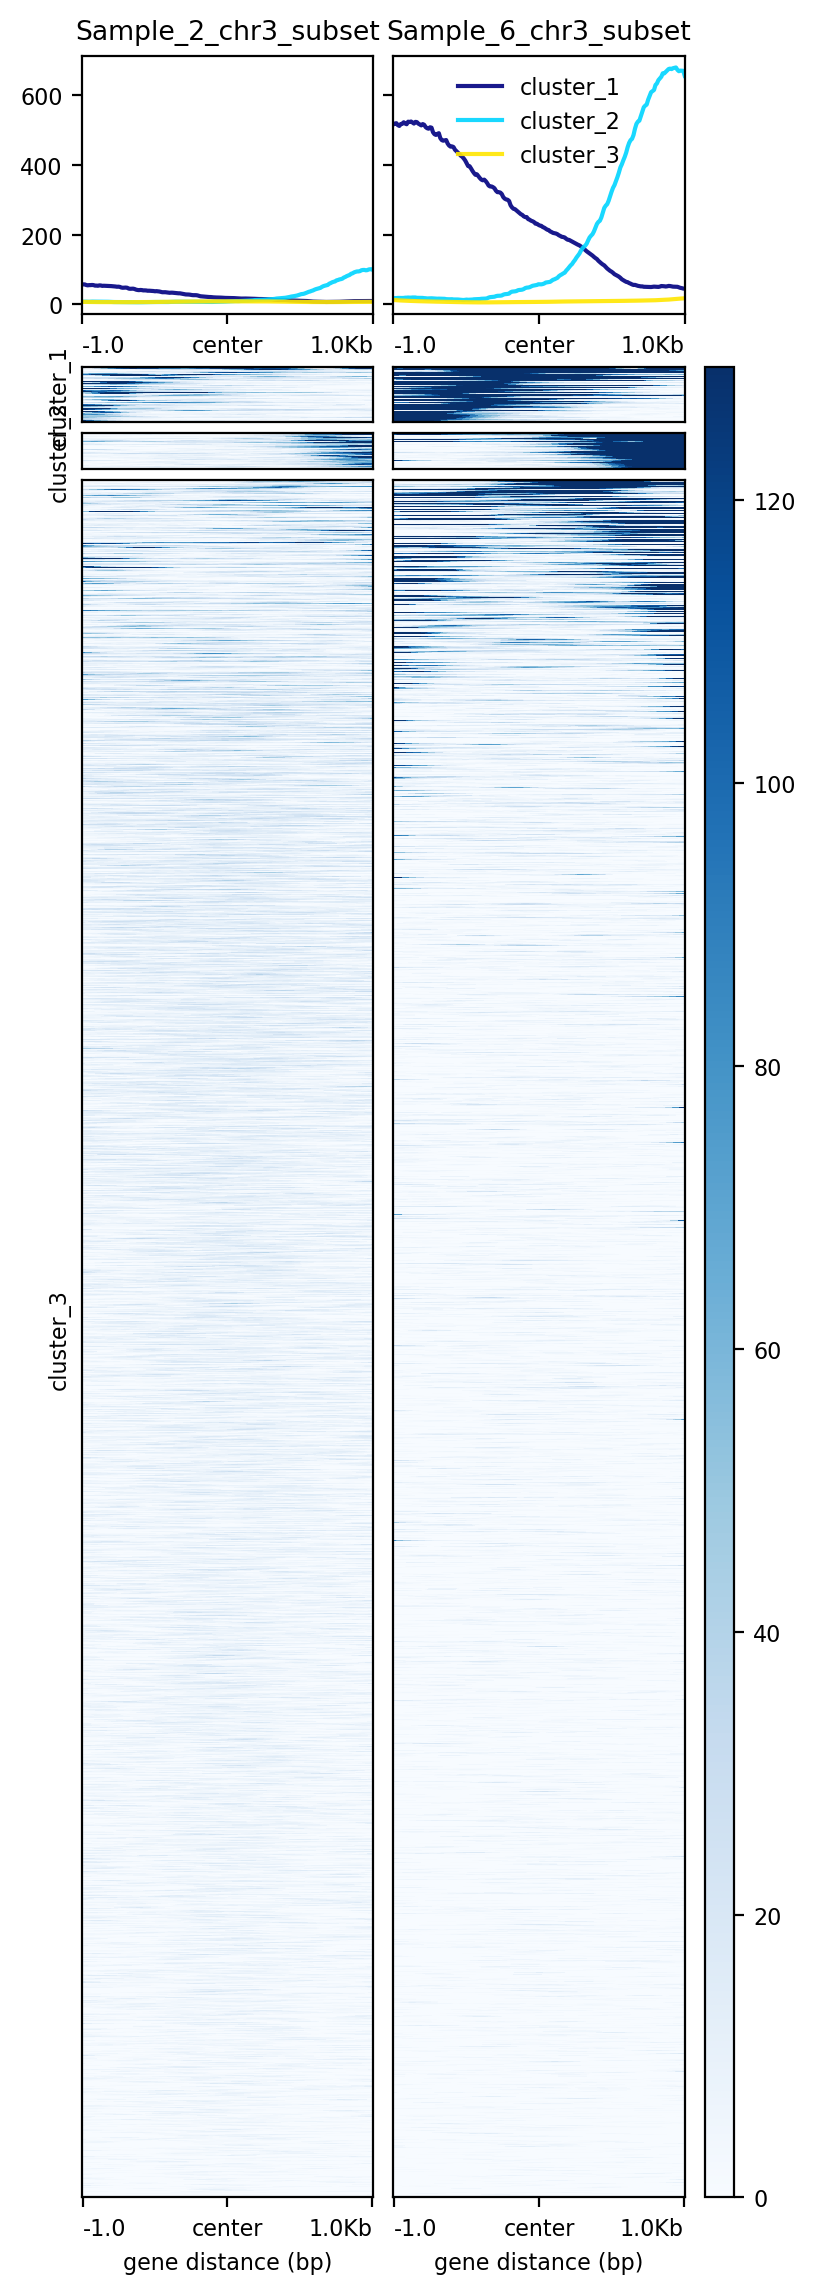 Sample_2_chr3_subset Sample_6_chr3_subset
600
400
200
0
cluster_1
cluster_2
cluster_3
-1.0 center 1.0Kb
-1.0 center 1.0Kb
cluster_1
cluster_2
cluster_3
120
100
80
60
40
20
0
-1.0 center 1.0Kb
-1.0 center 1.0Kb
gene distance (bp)
gene distance (bp)